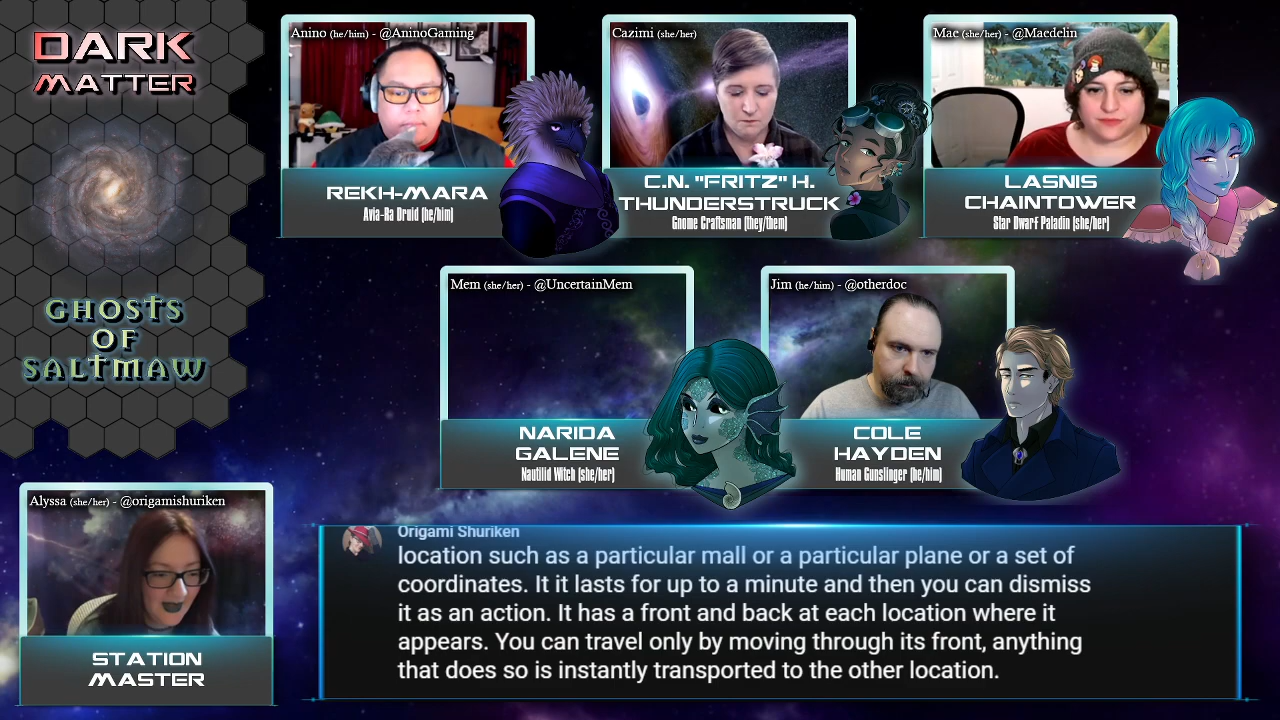 DARK
MATTER
GHOSTS
OF
SALTMAW
Anino (he/him) - @AninoGaming
REKH-MARA
Avia-Ra Druid (he/him)
Cazimi (she/her)
C.N. "FRITZ" H.
THUNDERSTRUCK
Gnome Craftsman (they/them)
Mae (she/her) - @Maedelin
LASNIS
CHAINTOWER
Star Dwarf Paladin (she/her)
Mem (she/her) - @UncertainMem
NARIDA
GALENE
Nautilid Witch (she/her)
Jim (he/him) - @otherdoc
COLE
HAYDEN
Human Gunslinger (he/him)
Alyssa (she/her) - @origamishuriken
STATION
MASTER
Origami Shuriken
location such as a particular mall or a particular plane or a set of
coordinates. It it lasts for up to a minute and then you can dismiss
it as an action. It has a front and back at each location where it
appears. You can travel only by moving through its front, anything
that does so is instantly transported to the other location.